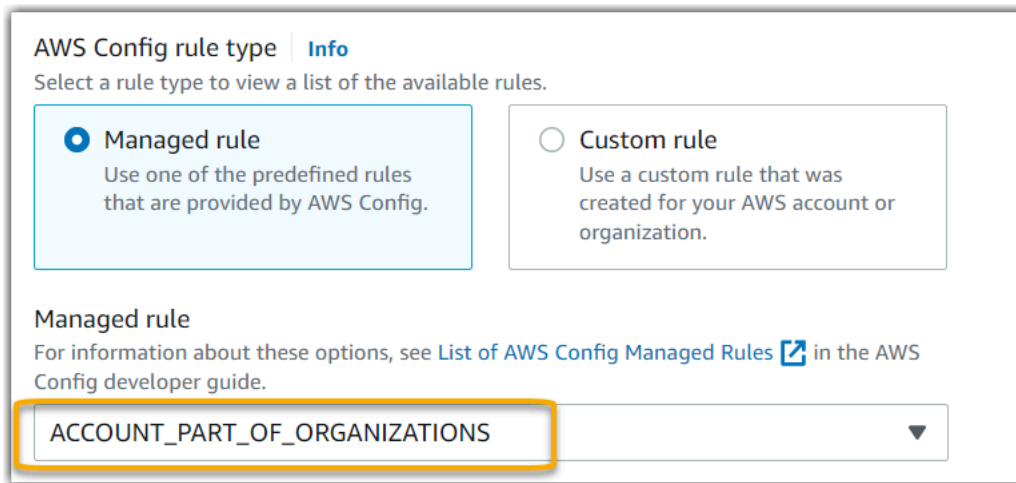 AWS Config rule type Info
Select a rule type to view a list of the available rules.
Managed rule
Use one of the predefined rules
that are provided by AWS Config.
Custom rule
Use a custom rule that was
created for your AWS account or
organization.
Managed rule
For information about these options, see List of AWS Config Managed Rules in the AWS
Config developer guide.
ACCOUNT_PART_OF_ORGANIZATIONS